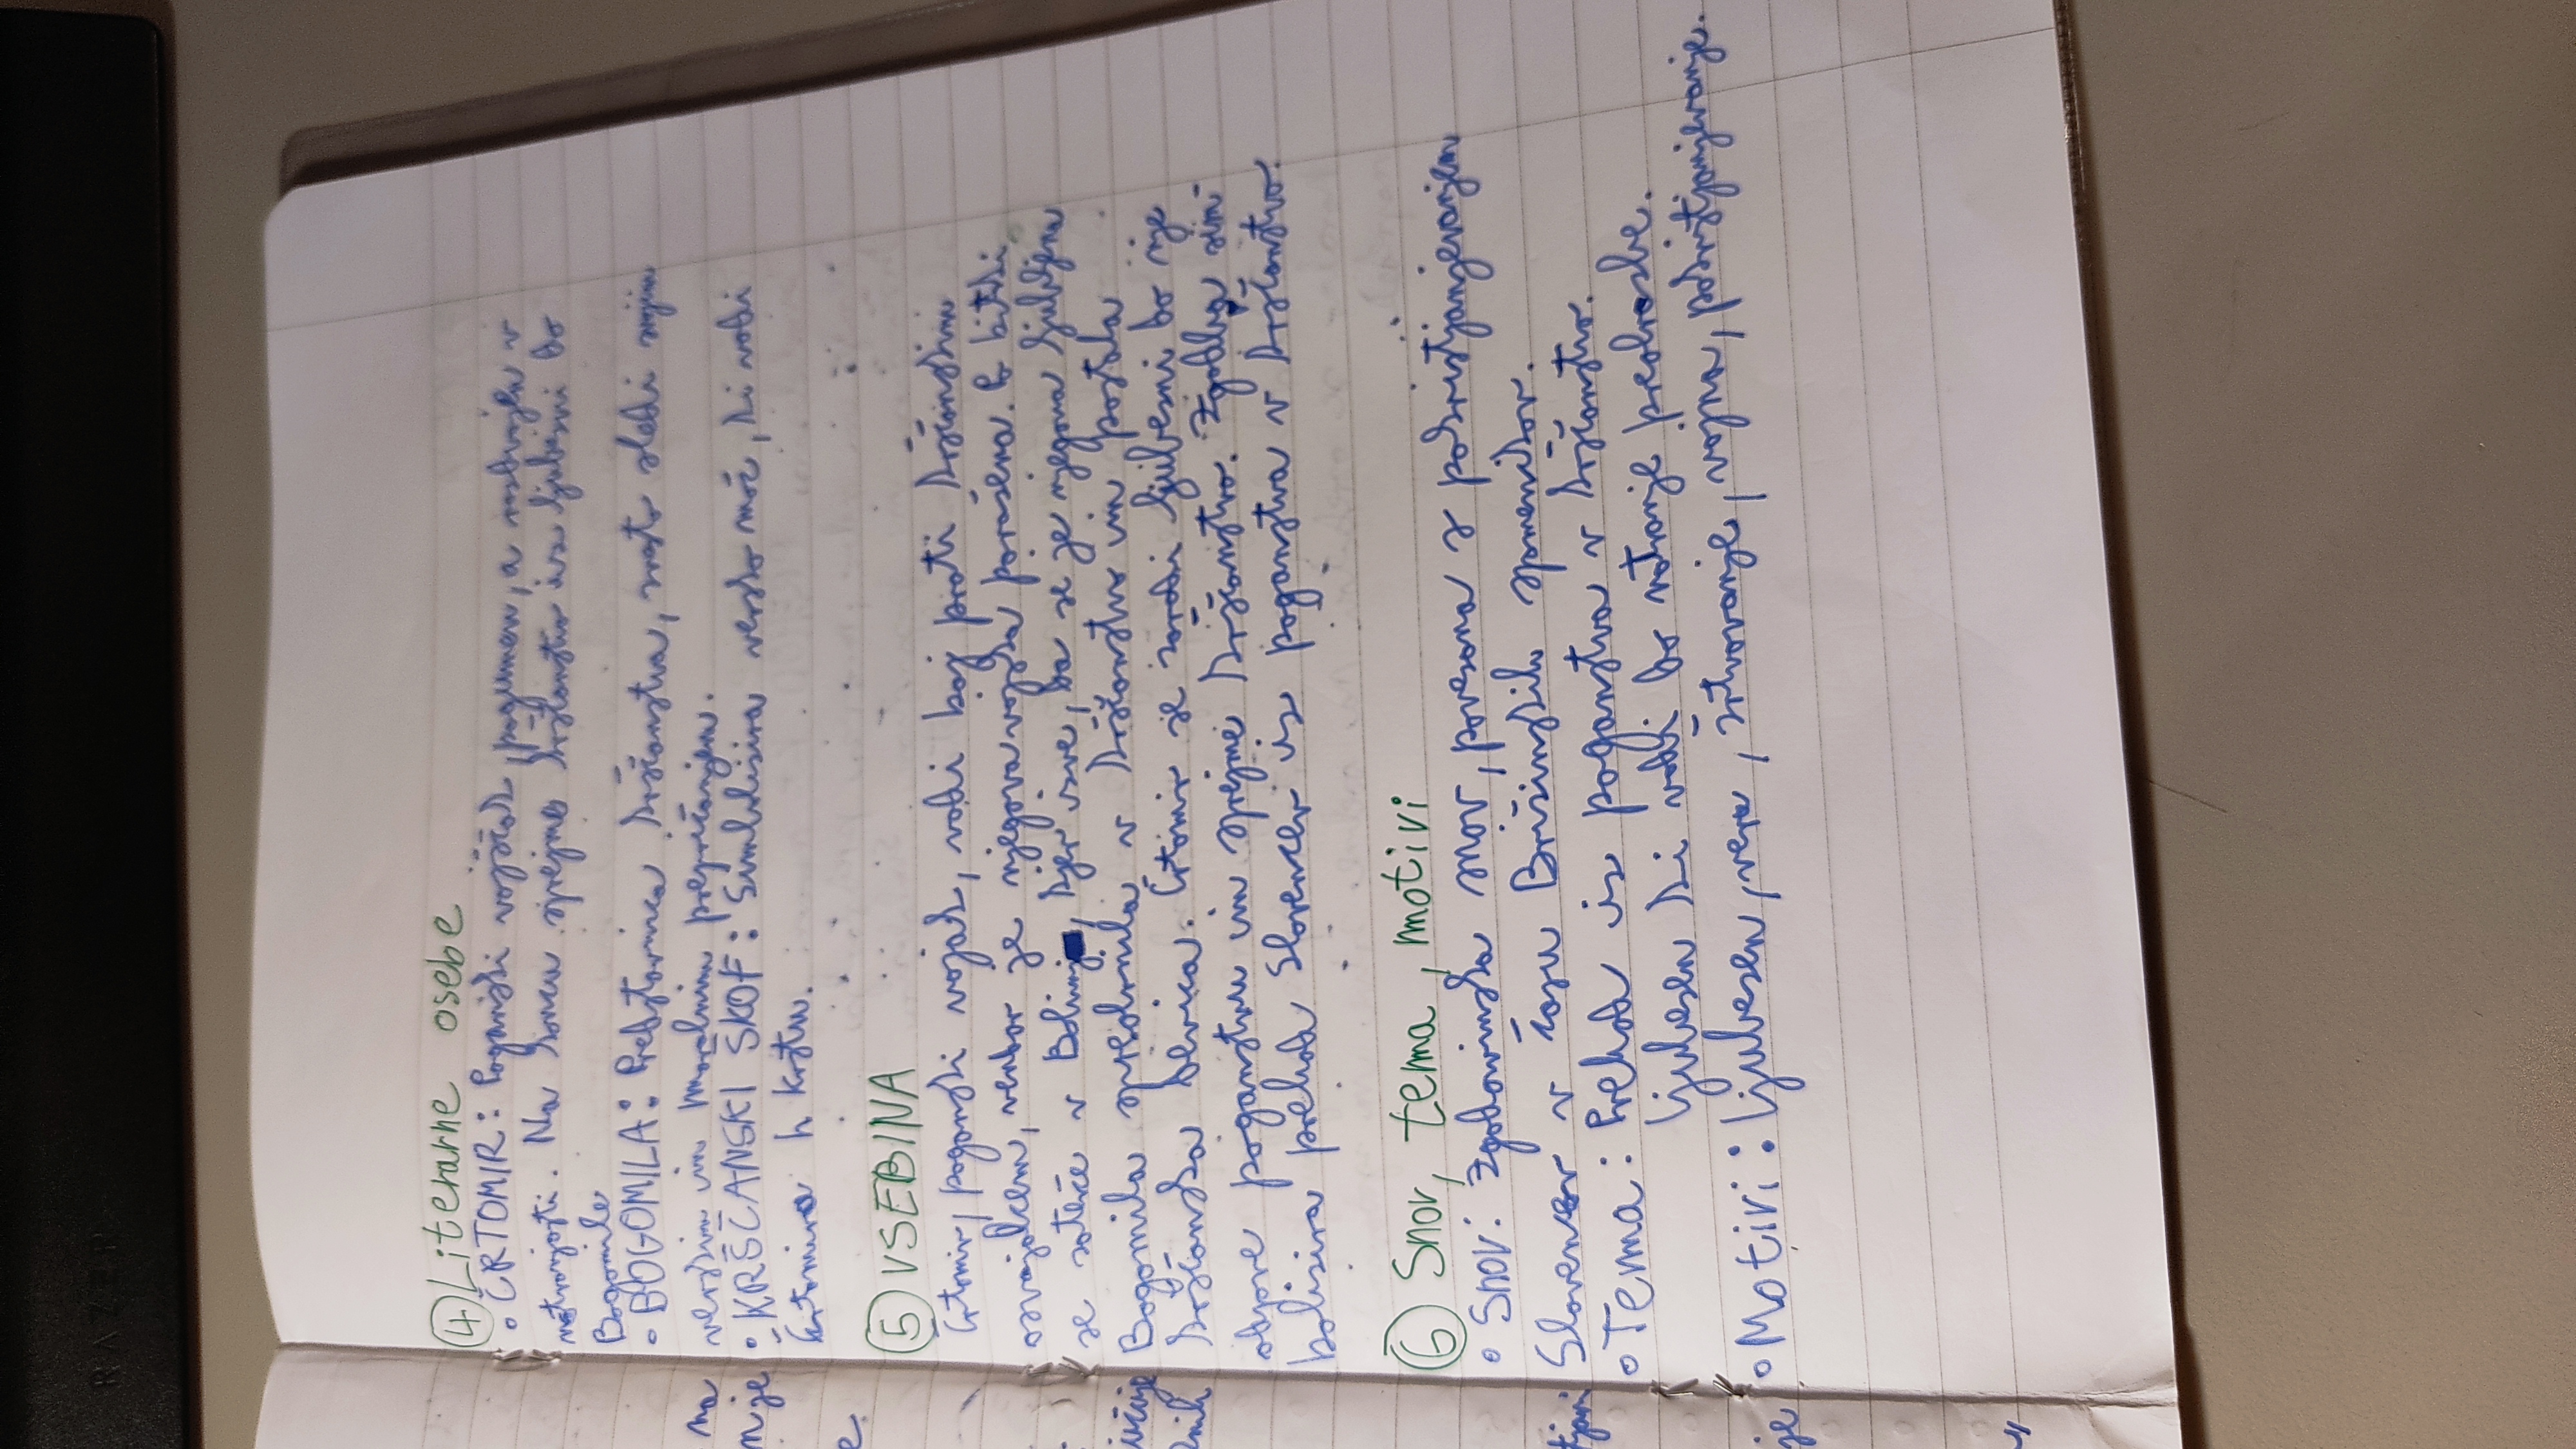 RAZER
④ Literarne osebe
• ČRTOMIR: Poganski vojščak, pogumen, a razdvojen v
notranjosti. Na koncu sprejme krščanstvo iz ljubezni do
Bogomile
• BOGOMILA: Predstavnica krščanstva, zvesto sledi svojim
verskim in moralnim prepričanjem.
• KRŠČANSKI ŠKOF: Simbolizira versko moč, ki vodi
Črtomira h krstu.
⑤ VSEBINA
Črtomir, poganski vojak, vodi boj proti krščanskim
osvajalcem, vendar je njegova vojska poražena. Po bitki
se zateče v Bohinj, kjer izve, da se je njegova ljubljena
Bogomila spreobrnila v krščanstvo in postala
krščanska devica. Črtomir se zaradi ljubezni do nje
odpove poganstvu in sprejme krščanstvo. Zgodba sim-
bolizira prehod Slovencev iz poganstva v krščanstvo.
⑥ Snov, tema, motivi
• Snov: Zgodovinska snov, povezana s pokristjanjevanjem
Slovencev v času Brižinskih spomenikov.
• Tema: Prehod iz poganstva v krščanstvo.
Ljubezen ki vodi do notranje preobrazbe.
• Motivi: Ljubezen, vera, žrtvovanje, vojna, pokristjanjevanje.
na
nje
e.
je